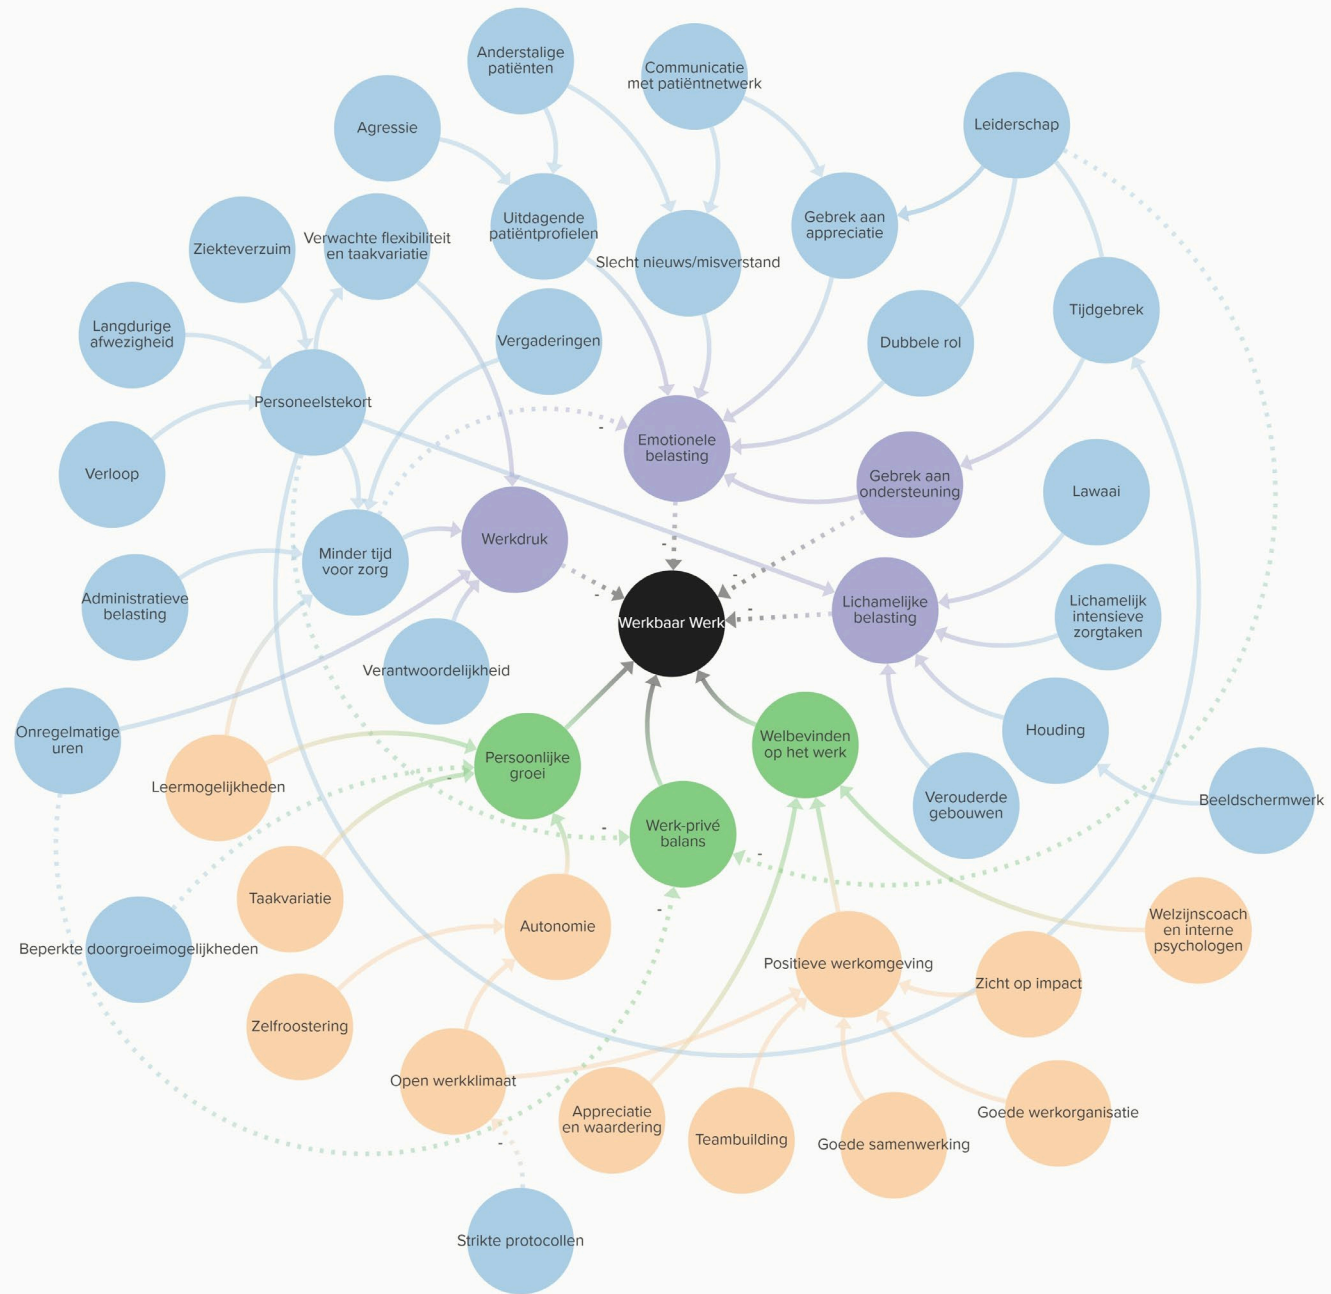 Anderstalige
patiënten
Communicatie
met patiëntnetwerk
Agressie
Leiderschap
Uitdagende
patiëntprofielen
Gebrek aan
appreciatie
Ziekteverzuim
Verwachte flexibiliteit
en taakvariatie
Slecht nieuws/misverstand
Langdurige
afwezigheid
Vergaderingen
Dubbele rol
Tijdgebrek
Personeelstekort
-
Emotionele
belasting
Verloop
Gebrek aan
ondersteuning
Lawaai
Werkdruk
-
Minder tijd
voor zorg
-
-
-
Administratieve
belasting
Werkbaar Werk
Lichamelijke
belasting
Lichamelijk
intensieve
zorgtaken
Verantwoordelijkheid
Onregelmatige
uren
Houding
Welbevinden
op het werk
Persoonlijke
groei
-
Leermogelijkheden
Verouderde
gebouwen
Beeldschermwerk
-
Werk-privé
balans
-
Taakvariatie
-
Autonomie
Welzijnscoach
en interne
psychologen
Beperkte doorgroeimogelijkheden
Positieve werkomgeving
Zicht op impact
Zelfroostering
Open werkklimaat
Appreciatie
en waardering
Teambuilding
Goede samenwerking
Goede werkorganisatie
-
Strikte protocollen